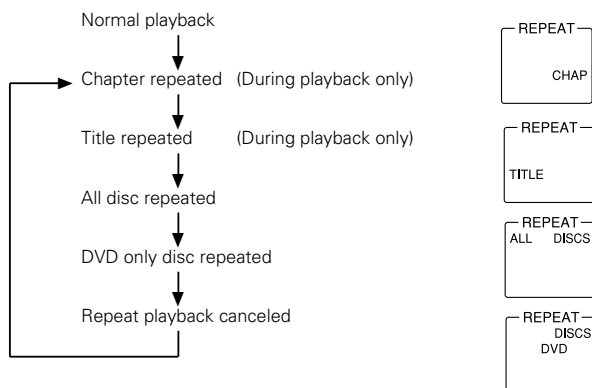 Normal playback
Chapter repeated (During playback only)
Title repeated (During playback only)
All disc repeated
DVD only disc repeated
Repeat playback canceled
REPEAT
CHAP
REPEAT
TITLE
REPEAT
ALL DISCS
REPEAT
DISCS
DVD